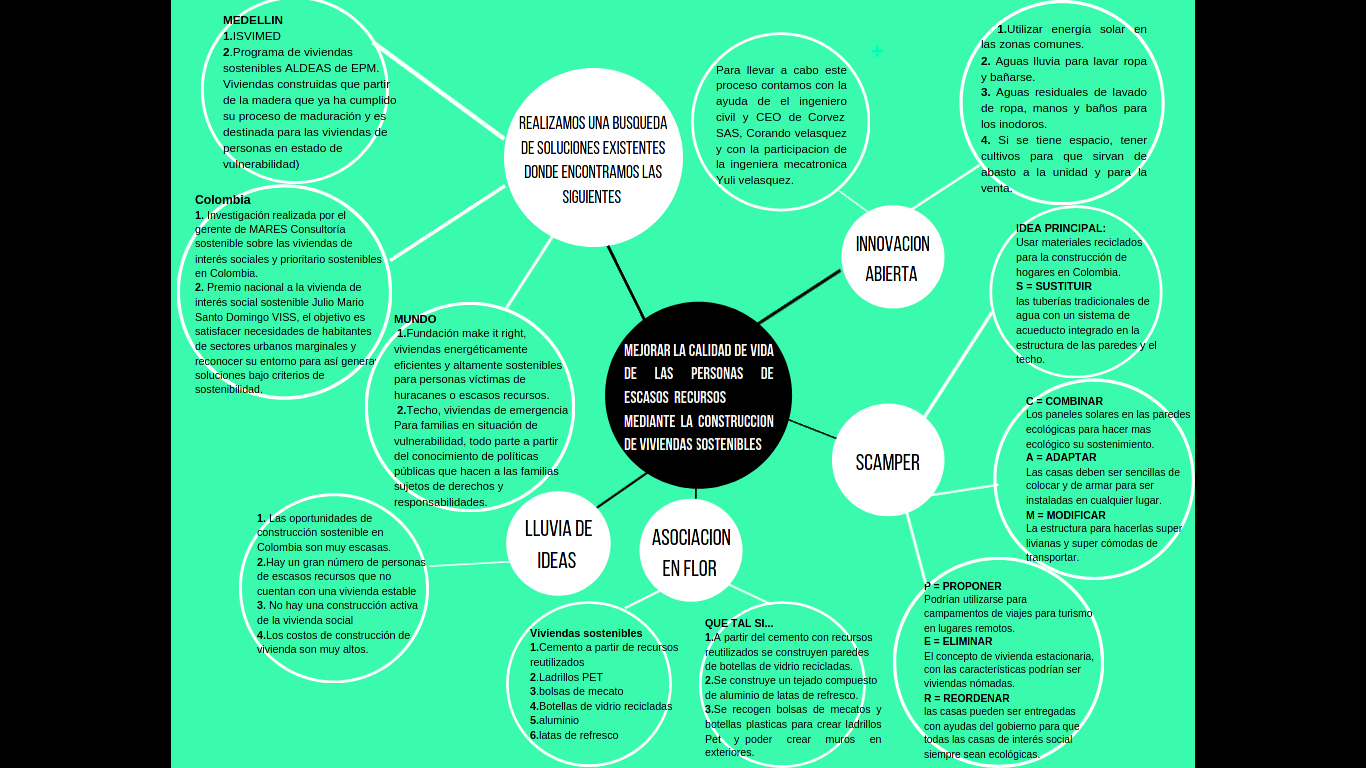 MEDELLIN
1.ISVIMED
2.Programa de viviendas
sostenibles ALDEAS de EPM.
Viviendas construidas que partir
de la madera que ya ha cumplido
su proceso de maduración y es
destinada para las viviendas de
personas en estado de
vulnerabilidad)
REALIZAMOS UNA BUSQUEDA
DE SOLUCIONES EXISTENTES
DONDE ENCONTRAMOS LAS
SIGUIENTES
Para llevar a cabo este
proceso contamos con la
ayuda de el ingeniero
civil y CEO de Corvez
SAS, Corando velasquez
y con la participacion de
la ingeniera mecatronica
Yuli velasquez.
1.Utilizar energía solar en
las zonas comunes.
2. Aguas lluvia para lavar ropa
y bañarse.
3. Aguas residuales de lavado
de ropa, manos y baños para
los inodoros.
4. Si se tiene espacio, tener
cultivos para que sirvan de
abasto a la unidad y para la
venta.
Colombia
1. Investigación realizada por el
gerente de MARES Consultoría
sostenible sobre las viviendas de
interés sociales y prioritario sostenibles
en Colombia.
2. Premio nacional a la vivienda de
interés social sostenible Julio Mario
Santo Domingo VISS, el objetivo es
satisfacer necesidades de habitantes
de sectores urbanos marginales y
reconocer su entorno para así generar
soluciones bajo criterios de
sostenibilidad.
INNOVACION
ABIERTA
IDEA PRINCIPAL:
Usar materiales reciclados
para la construcción de
hogares en Colombia.
S = SUSTITUIR
las tuberías tradicionales de
agua con un sistema de
acueducto integrado en la
estructura de las paredes y el
techo.
MUNDO
1.Fundación make it right,
viviendas energéticamente
eficientes y altamente sostenibles
para personas víctimas de
huracanes o escasos recursos.
2.Techo, viviendas de emergencia
Para familias en situación de
vulnerabilidad, todo parte a partir
del conocimiento de políticas
públicas que hacen a las familias
sujetos de derechos y
responsabilidades.
MEJORAR LA CALIDAD DE VIDA
DE LAS PERSONAS DE
ESCASOS RECURSOS
MEDIANTE LA CONSTRUCCION
DE VIVIENDAS SOSTENIBLES
SCAMPER
C = COMBINAR
Los paneles solares en las paredes
ecológicas para hacer mas
ecológico su sostenimiento.
A = ADAPTAR
Las casas deben ser sencillas de
colocar y de armar para ser
instaladas en cualquier lugar.
M = MODIFICAR
La estructura para hacerlas super
livianas y super cómodas de
transportar.
LLUVIA DE
IDEAS
ASOCIACION
EN FLOR
1. Las oportunidades de
construcción sostenible en
Colombia son muy escasas.
2.Hay un gran número de personas
de escasos recursos que no
cuentan con una vivienda estable
3. No hay una construcción activa
de la vivienda social
4.Los costos de construcción de
vivienda son muy altos.
Viviendas sostenibles
1.Cemento a partir de recursos
reutilizados
2.Ladrillos PET
3.bolsas de mecato
4.Botellas de vidrio recicladas
5.aluminio
6.latas de refresco
QUE TAL SI...
1.A partir del cemento con recursos
reutilizados se construyen paredes
de botellas de vidrio recicladas.
2.Se construye un tejado compuesto
de aluminio de latas de refresco.
3.Se recogen bolsas de mecatos y
botellas plasticas para crear ladrillos
Pet y poder crear muros en
exteriores.
P = PROPONER
Podrían utilizarse para
campamentos de viajes para turismo
en lugares remotos.
E = ELIMINAR
El concepto de vivienda estacionaria,
con las características podrían ser
viviendas nómadas.
R = REORDENAR
las casas pueden ser entregadas
con ayudas del gobierno para que
todas las casas de interés social
siempre sean ecológicas.